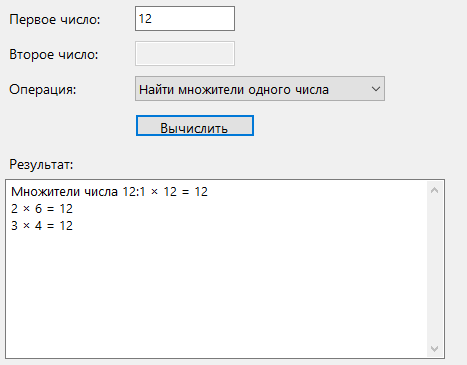 Первое число: 12
Второе число:
Операция: Найти множители одного числа
Вычислить
Результат:
Множители числа 12:1 × 12 = 12
2 × 6 = 12
3 × 4 = 12